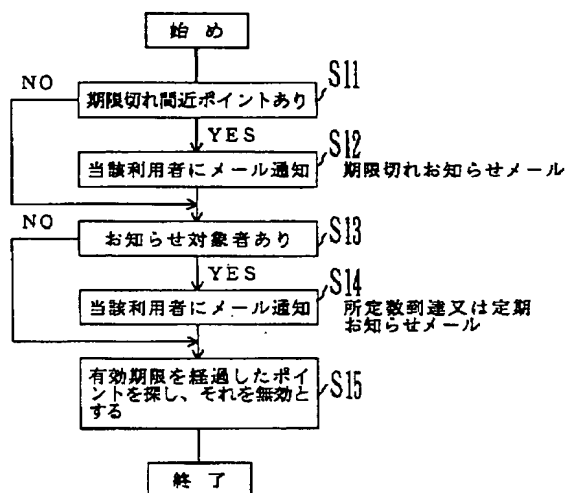 始め
S11
NO
期限切れ間近ポイントあり
YES
S12
当該利用者にメール通知
期限切れお知らせメール
NO
S13
お知らせ対象者あり
YES
S14
当該利用者にメール通知
所定数到達又は定期
お知らせメール
有効期限を経過したポイ
ントを探し、それを無効と
する
S15
終了